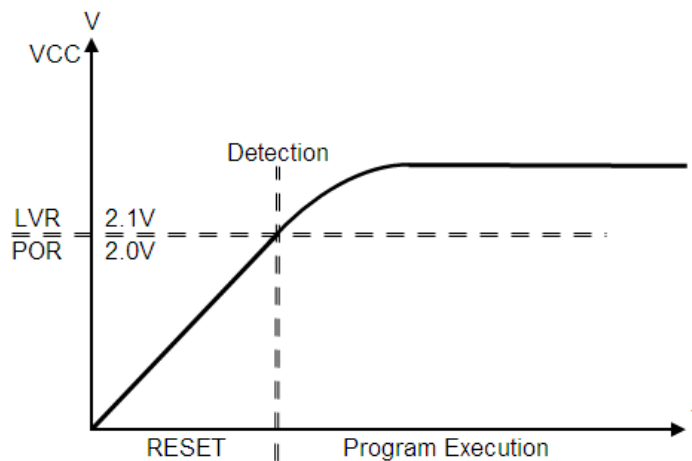 V
VCC
Detection
LVR 2.1V
POR 2.0V
RESET Program Execution